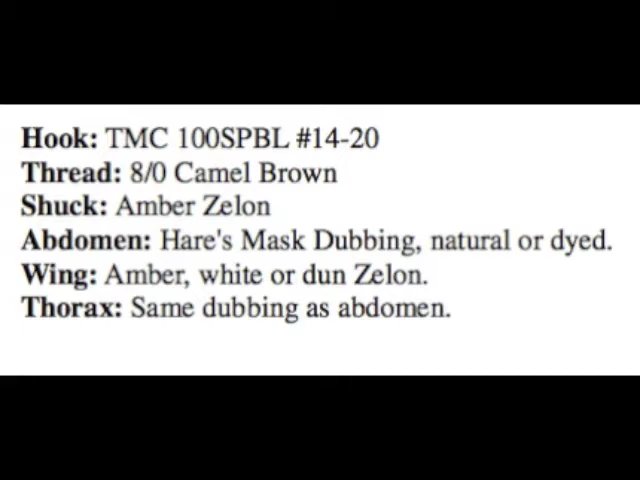 Hook: TMC 100SPBL #14-20
Thread: 8/0 Camel Brown
Shuck: Amber Zelon
Abdomen: Hare's Mask Dubbing, natural or dyed.
Wing: Amber, white or dun Zelon.
Thorax: Same dubbing as abdomen.